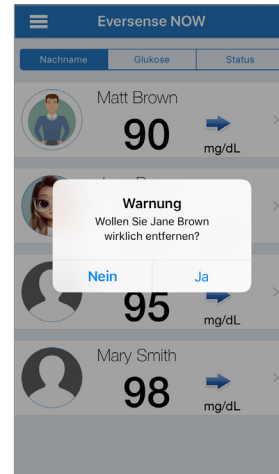 Eversense NOW
Nachname Glukose Status
Matt Brown
90
mg/dL
Warnung
Wollen Sie Jane Brown
wirklich entfernen?
Nein Ja
95
mg/dL
Mary Smith
98
mg/dL